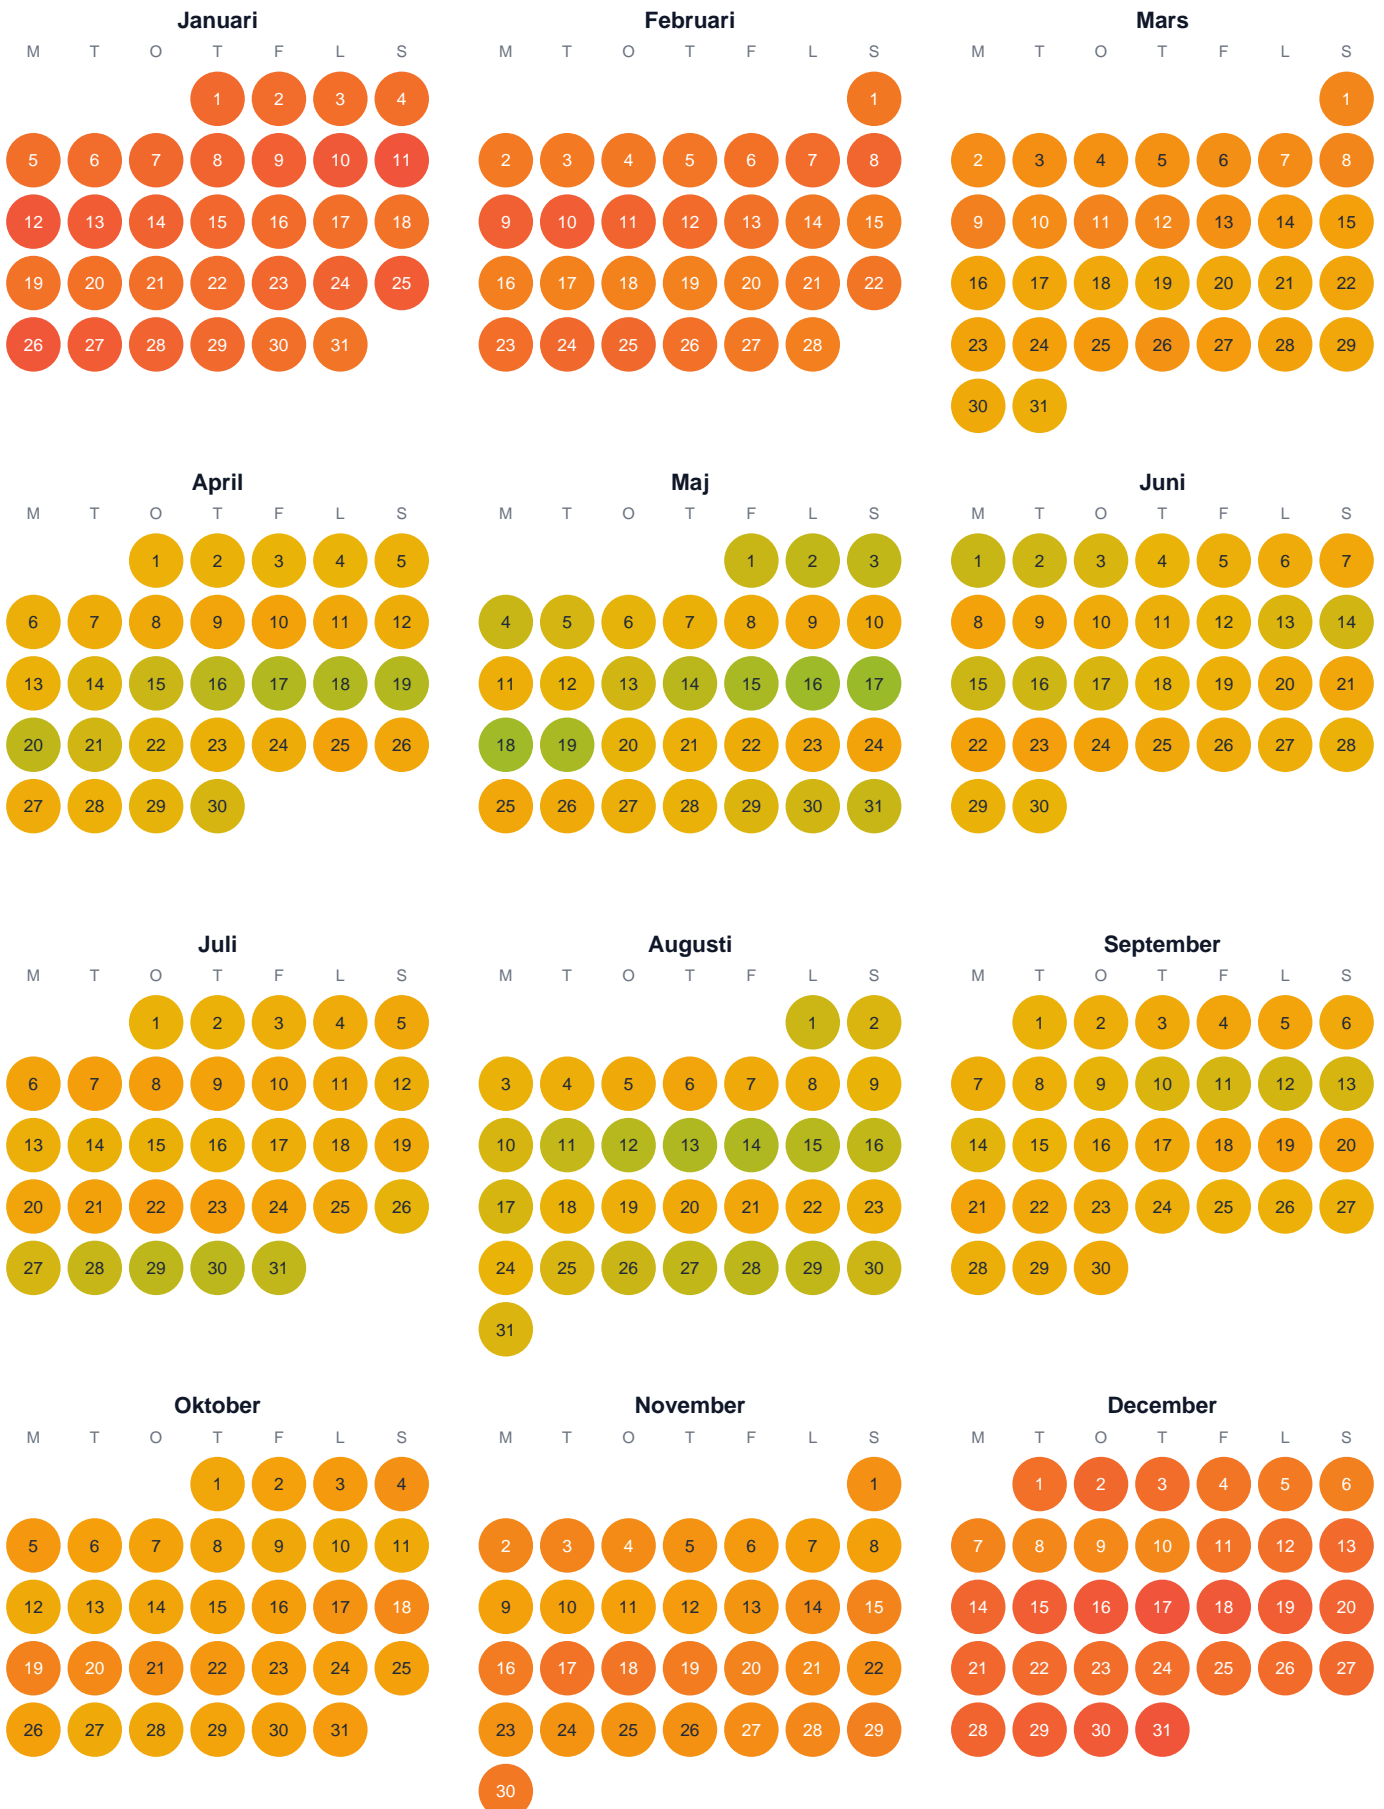 Januari Februari Mars
M T O T F L S M T O T F L S M T O T F L S
1 2 3 4 1 1
5 6 7 8 9 10 11 2 3 4 5 6 7 8 2 3 4 5 6 7 8
12 13 14 15 16 17 18 9 10 11 12 13 14 15 9 10 11 12 13 14 15
19 20 21 22 23 24 25 16 17 18 19 20 21 22 16 17 18 19 20 21 22
26 27 28 29 30 31 23 24 25 26 27 28 23 24 25 26 27 28 29
30 31
April Maj Juni
M T O T F L S M T O T F L S M T O T F L S
1 2 3 4 5 1 2 3 1 2 3 4 5 6 7
6 7 8 9 10 11 12 4 5 6 7 8 9 10 8 9 10 11 12 13 14
13 14 15 16 17 18 19 11 12 13 14 15 16 17 15 16 17 18 19 20 21
20 21 22 23 24 25 26 18 19 20 21 22 23 24 22 23 24 25 26 27 28
27 28 29 30 25 26 27 28 29 30 31 29 30
Juli Augusti September
M T O T F L S M T O T F L S M T O T F L S
1 2 3 4 5 1 2 1 2 3 4 5 6
6 7 8 9 10 11 12 3 4 5 6 7 8 9 7 8 9 10 11 12 13
13 14 15 16 17 18 19 10 11 12 13 14 15 16 14 15 16 17 18 19 20
20 21 22 23 24 25 26 17 18 19 20 21 22 23 21 22 23 24 25 26 27
27 28 29 30 31 24 25 26 27 28 29 30 28 29 30
31
Oktober November December
M T O T F L S M T O T F L S M T O T F L S
1 2 3 4 1 1 2 3 4 5 6
5 6 7 8 9 10 11 2 3 4 5 6 7 8 7 8 9 10 11 12 13
12 13 14 15 16 17 18 9 10 11 12 13 14 15 14 15 16 17 18 19 20
19 20 21 22 23 24 25 16 17 18 19 20 21 22 21 22 23 24 25 26 27
26 27 28 29 30 31 23 24 25 26 27 28 29 28 29 30 31
30